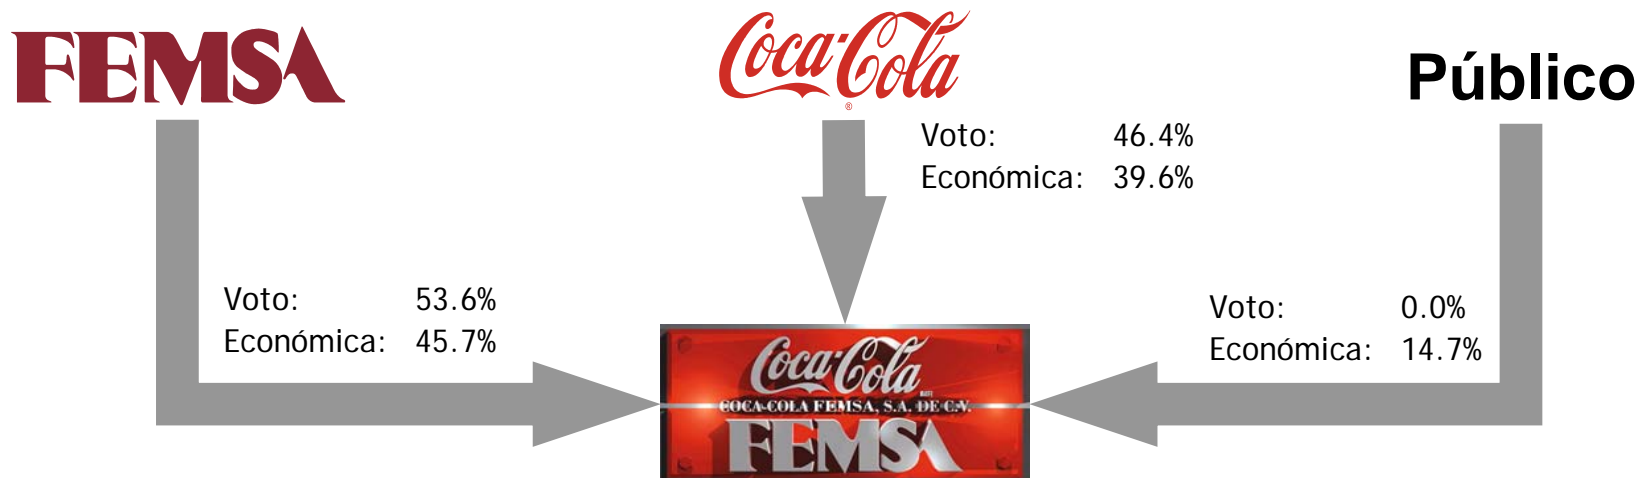 FEMSA
Coca-Cola
®
Público
Voto: 46.4%
Económica: 39.6%
Voto: 53.6%
Económica: 45.7%
Voto: 0.0%
Económica: 14.7%
Coca-Cola
COCA-COLA FEMSA, S.A. DE C.V.
FEMSA